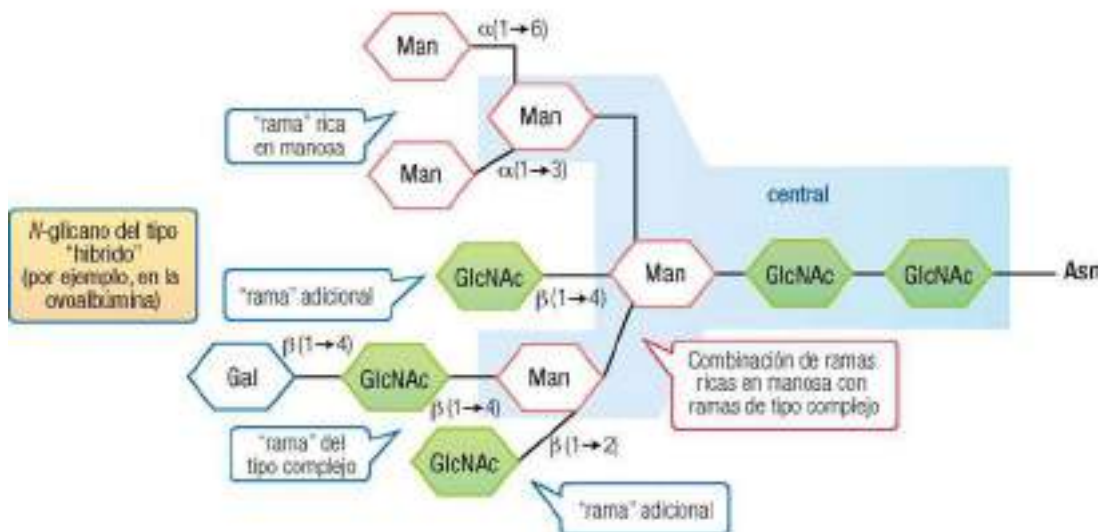 Man
α(1→6)
Man
"rama" rica
en manosa
Man
α(1→3)
central
N-glicano del tipo
"híbrido"
(por ejemplo, en la
ovoalbúmina)
GlcNAc
Man
GlcNAc
GlcNAc
Asn
"rama" adicional
β(1→4)
β(1→4)
Gal
GlcNAc
Man
Combinación de ramas
ricas en manosa con
ramas de tipo complejo
β(1→4)
"rama" del
tipo complejo
GlcNAc
β(1→2)
"rama" adicional